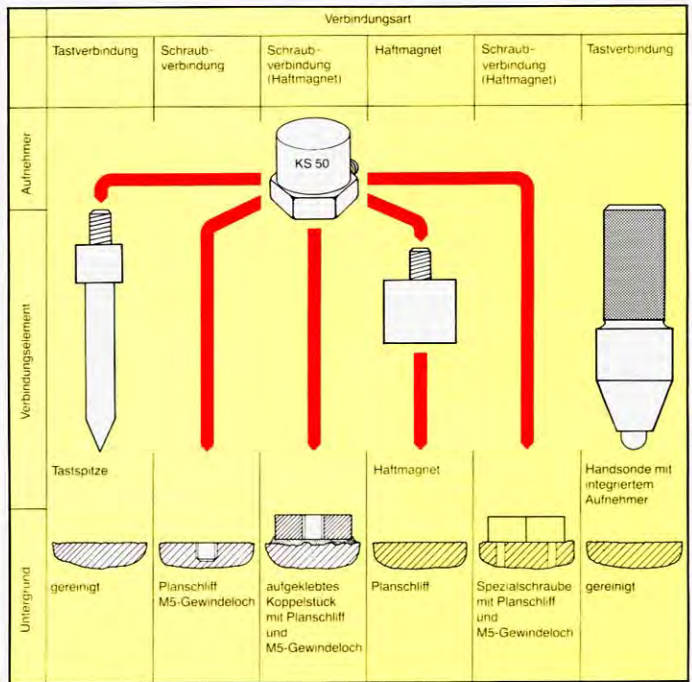 Verbindungsart
Tastverbindung
Schraub-
verbindung
Schraub-
verbindung
(Haftmagnet)
Haftmagnet
Schraub-
verbindung
(Haftmagnet)
Tastverbindung
Aufnehmer
KS 50
Verbindungselement
Tastspitze
Haftmagnet
Handsonde mit
integriertem
Aufnehmer
Untergrund
gereinigt
Planschliff
M5-Gewindeloch
aufgeklebtes
Koppelstück
mit Planschliff
und
M5-Gewindeloch
Planschliff
Spezialschraube
mit Planschliff
und
M5-Gewindeloch
gereinigt